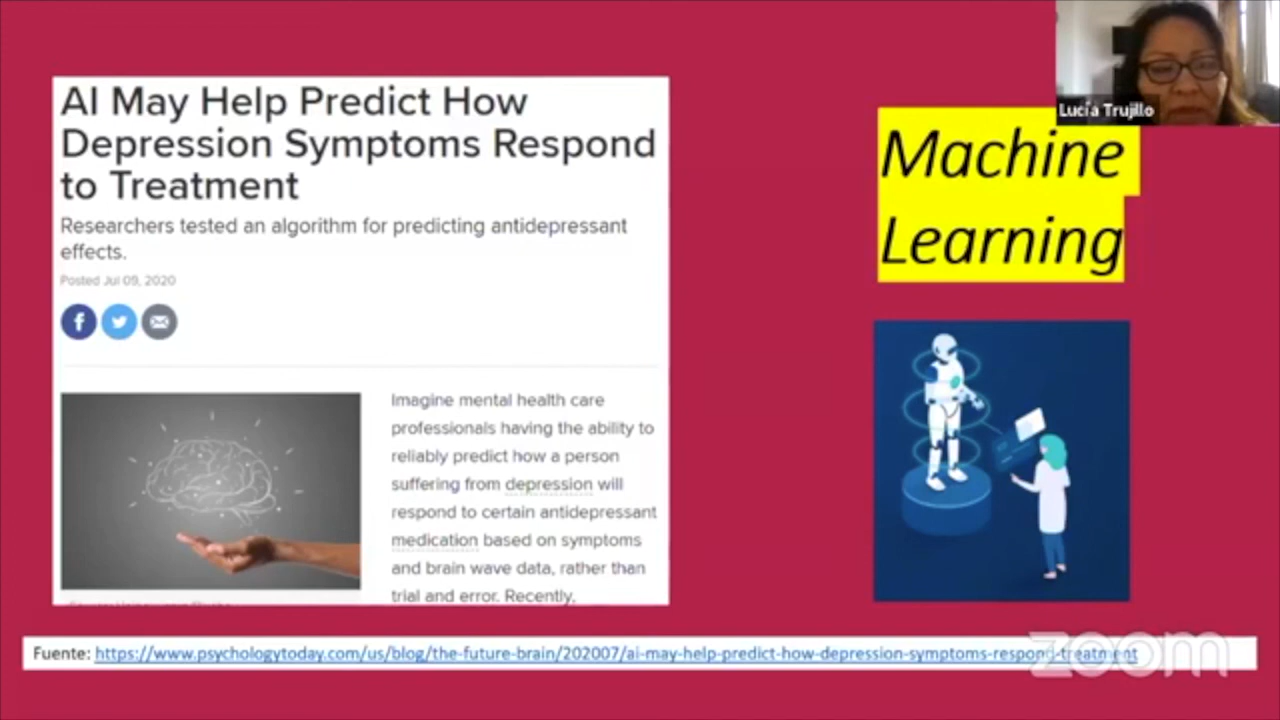 AI May Help Predict How
Depression Symptoms Respond
to Treatment
Researchers tested an algorithm for predicting antidepressant
effects.
Posted Jul 09, 2020
Imagine mental health care
professionals having the ability to
reliably predict how a person
suffering from depression will
respond to certain antidepressant
medication based on symptoms
and brain wave data, rather than
trial and error. Recently,
Lucía Trujillo
Machine
Learning
Fuente: https://www.psychologytoday.com/us/blog/the-future-brain/202007/ai-may-help-predict-how-depression-symptoms-respond-treatment
zoom